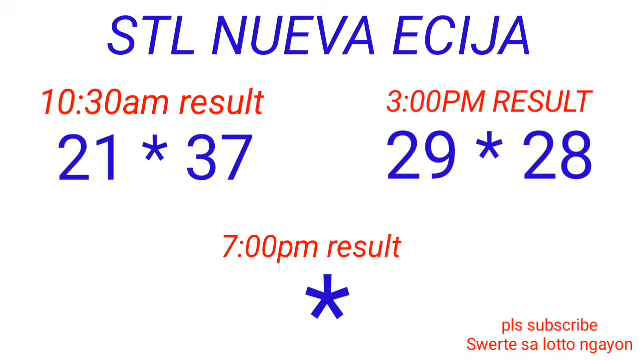 STL NUEVA ECIJA
10:30am result
21 * 37
3:00PM RESULT
29 * 28
7:00pm result
*
pls subscribe
Swerte sa lotto ngayon